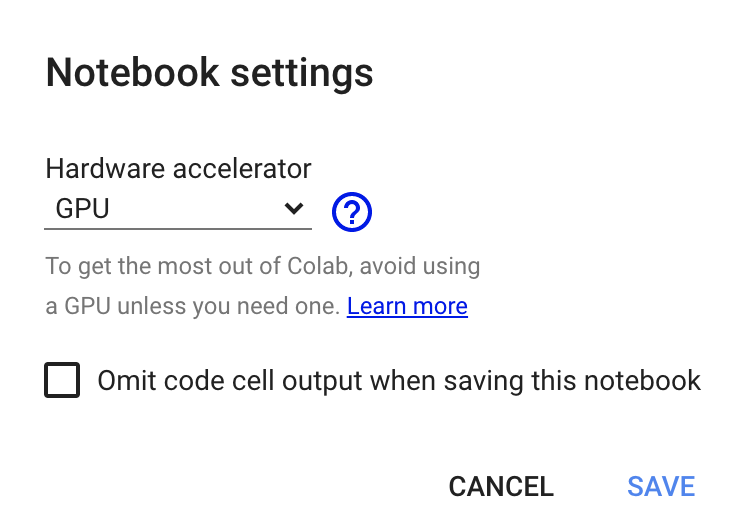 Notebook settings
Hardware accelerator
GPU
?
To get the most out of Colab, avoid using
a GPU unless you need one. Learn more
Omit code cell output when saving this notebook
CANCEL SAVE